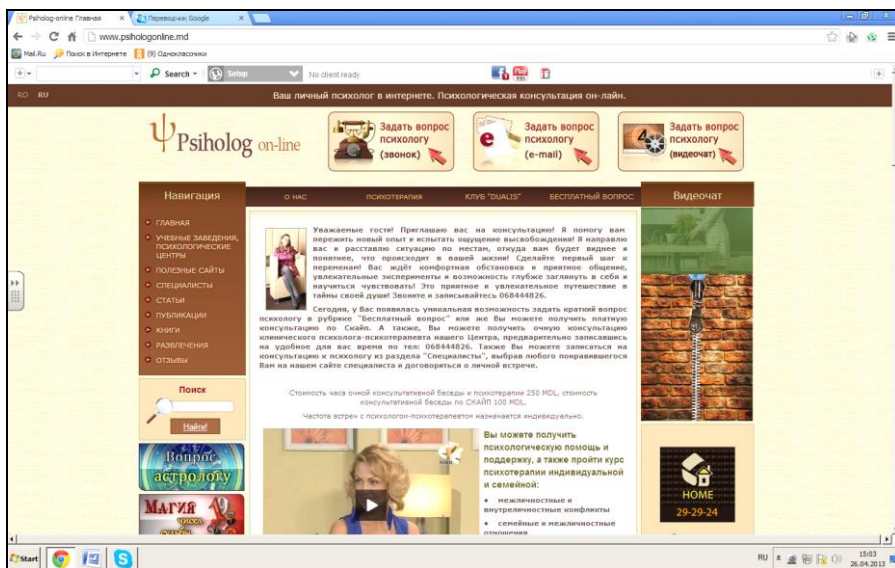 Psiholog-online Главная
Переводчик Google
www.psihologonline.md
Mail.Ru
Поиск в Интернете
(9) Одноклассники
Search
Setup
No client ready
RO RU
Ваш личный психолог в интернете. Психологическая консультация он-лайн.
Psiholog on-line
Задать вопрос
психологу
(звонок)
Задать вопрос
психологу
(e-mail)
Задать вопрос
психологу
(видеочат)
Навигация
О НАС
ПСИХОТЕРАПИЯ
КЛУБ "DUALIS"
БЕСПЛАТНЫЙ ВОПРОС
Видеочат
ГЛАВНАЯ
УЧЕБНЫЕ ЗАВЕДЕНИЯ,
ПСИХОЛОГИЧЕСКИЕ
ЦЕНТРЫ
ПОЛЕЗНЫЕ САЙТЫ
СПЕЦИАЛИСТЫ
СТАТЬИ
ПУБЛИКАЦИИ
КНИГИ
РАЗВЛЕЧЕНИЯ
ОТЗЫВЫ
Поиск
Найти!
Вопрос
астрологу
МАГИЯ
чисел
Уважаемые гости! Приглашаю вас на консультацию! Я помогу вам
пережить новый опыт и испытать ощущение высвобождения! Я направлю
вас и расставлю ситуацию по местам, откуда вам будет виднее и
понятнее, что происходит в вашей жизни! Сделайте первый шаг к
переменам! Вас ждёт комфортная обстановка и приятное общение,
увлекательные эксперименты и возможность глубже заглянуть в себя и
научиться чувствовать! Это приятное и увлекательное путешествие в
тайны своей души! Звоните и записывайтесь 068444826.
Сегодня, у Вас появилась уникальная возможность задать краткий вопрос
психологу в рубрике "Бесплатный вопрос" или же Вы можете получить платную
консультацию по Скайп. А также, Вы можете получить очную консультацию
клинического психолога-психотерапевта нашего Центра, предварительно записавшись
на удобное для вас время по тел: 068444826. Также Вы можете записаться на
консультацию к психологу из раздела "Специалисты", выбрав любого понравившегося
Вам на нашем сайте специалиста и договориться о личной встрече.
Стоимость часа очной консультативной беседы и психотерапии 250 MDL, стоимость
консультативной беседы по СКАЙП 100 MDL.
Частота встреч с психологом-психотерапевтом назначается индивидуально.
Вы можете получить
психологическую помощь и
поддержку, а также пройти курс
психотерапии индивидуальной
и семейной:
• межличностные и
внутреличностные конфликты
• семейные и межличностные
отношения
HOME
29-29-24
Start
RU
15:03
26.04.2013